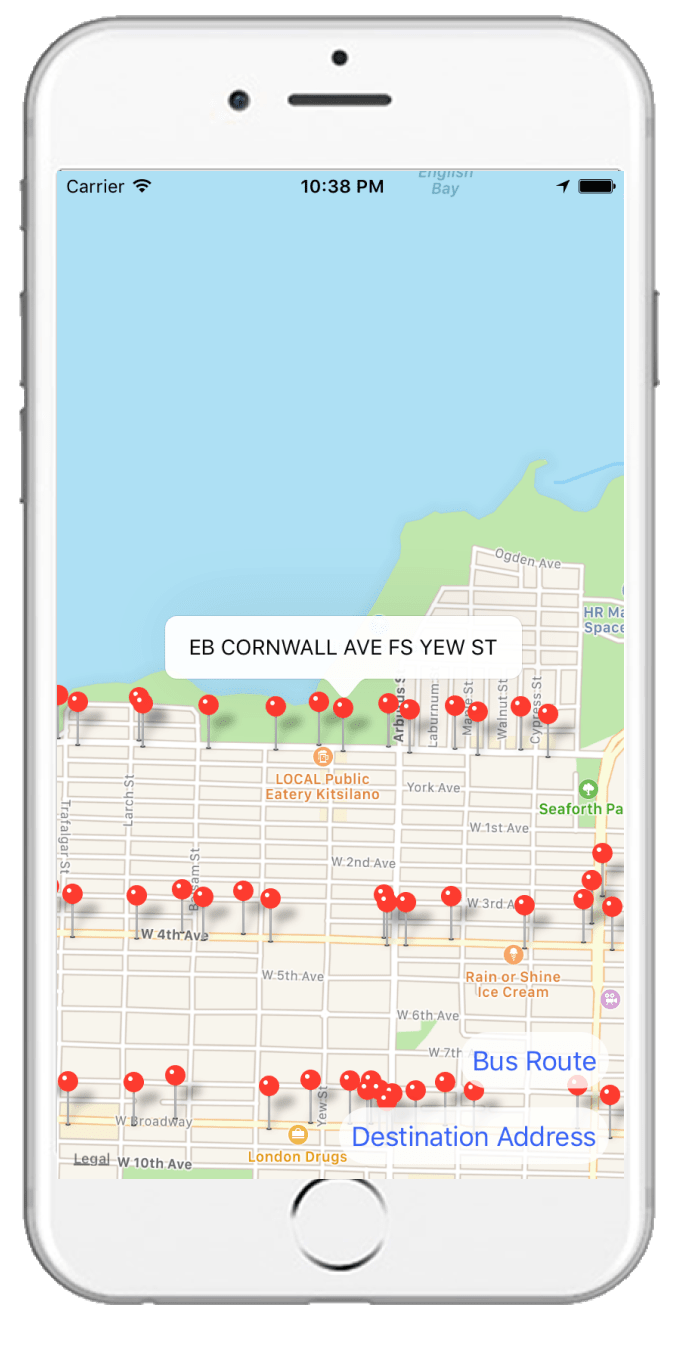 English
Bay
Carrier
10:38 PM
Ogden Ave
HR Ma
Space
EB CORNWALL AVE FS YEW ST
Arbutus St
Laburnum
Maple St
Walnut St
Cypress St
LOCAL Public
Eatery Kitsilano
York Ave
Seaforth Pa
Larch St
Trafalgar St
W 1st Ave
W 2nd Ave
Balsam St
W 3rd A
W 4th Ave
W 5th Ave
Rain or Shine
Ice Cream
W 6th Ave
W 7th
Bus Route
Yew St
W Broadway
Destination Address
London Drugs
Legal
W 10th Ave